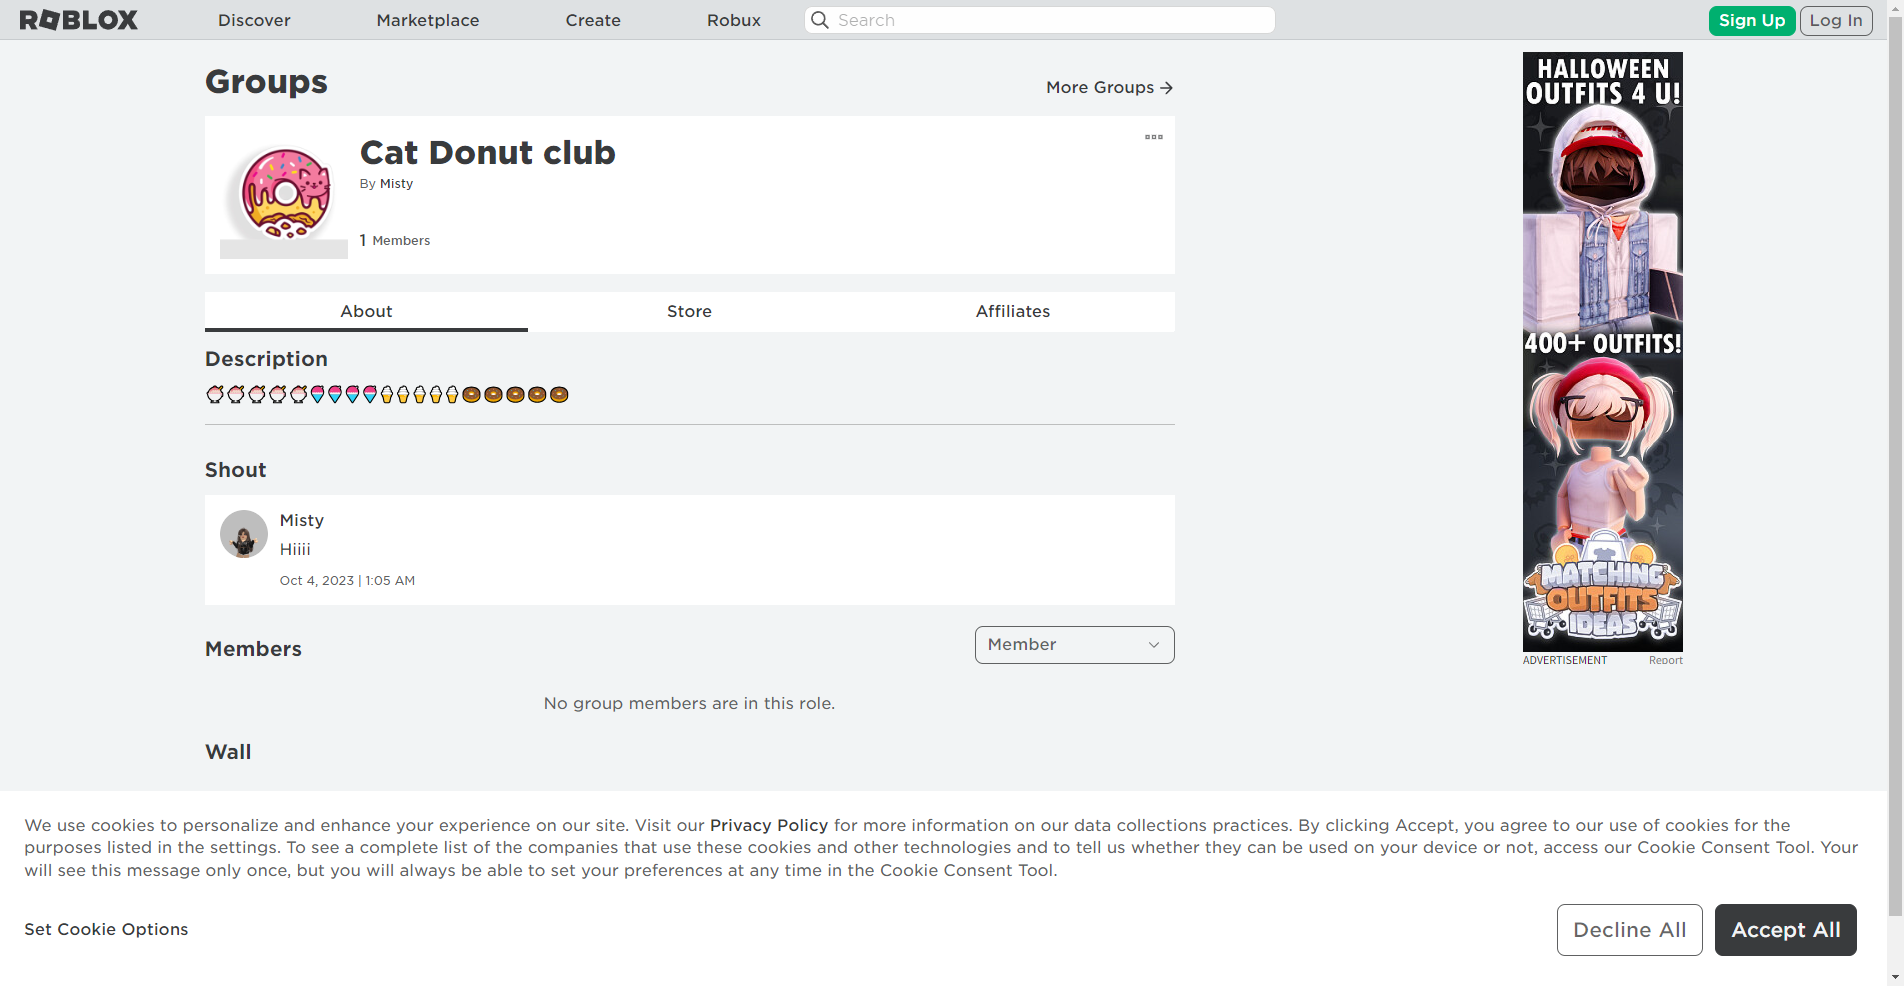 ROBLOX
Discover
Marketplace
Create
Robux
Search
Sign Up
Log In
Groups
More Groups →
Cat Donut club
By Misty
1 Members
About
Store
Affiliates
Description
🍧🍧🍧🍧🍧🍧🍧🍧🍧🍦🍦🍦🍦🍦🍩🍩🍩🍩🍩
Shout
Misty
Hiiii
Oct 4, 2023 | 1:05 AM
Members
Member
No group members are in this role.
Wall
HALLOWEEN
OUTFITS 4 U!
400+ OUTFITS!
MATCHING
OUTFITS
IDEAS
ADVERTISEMENT
Report
We use cookies to personalize and enhance your experience on our site. Visit our Privacy Policy for more information on our data collections practices. By clicking Accept, you agree to our use of cookies for the
purposes listed in the settings. To see a complete list of the companies that use these cookies and other technologies and to tell us whether they can be used on your device or not, access our Cookie Consent Tool. Your
will see this message only once, but you will always be able to set your preferences at any time in the Cookie Consent Tool.
Set Cookie Options
Decline All
Accept All